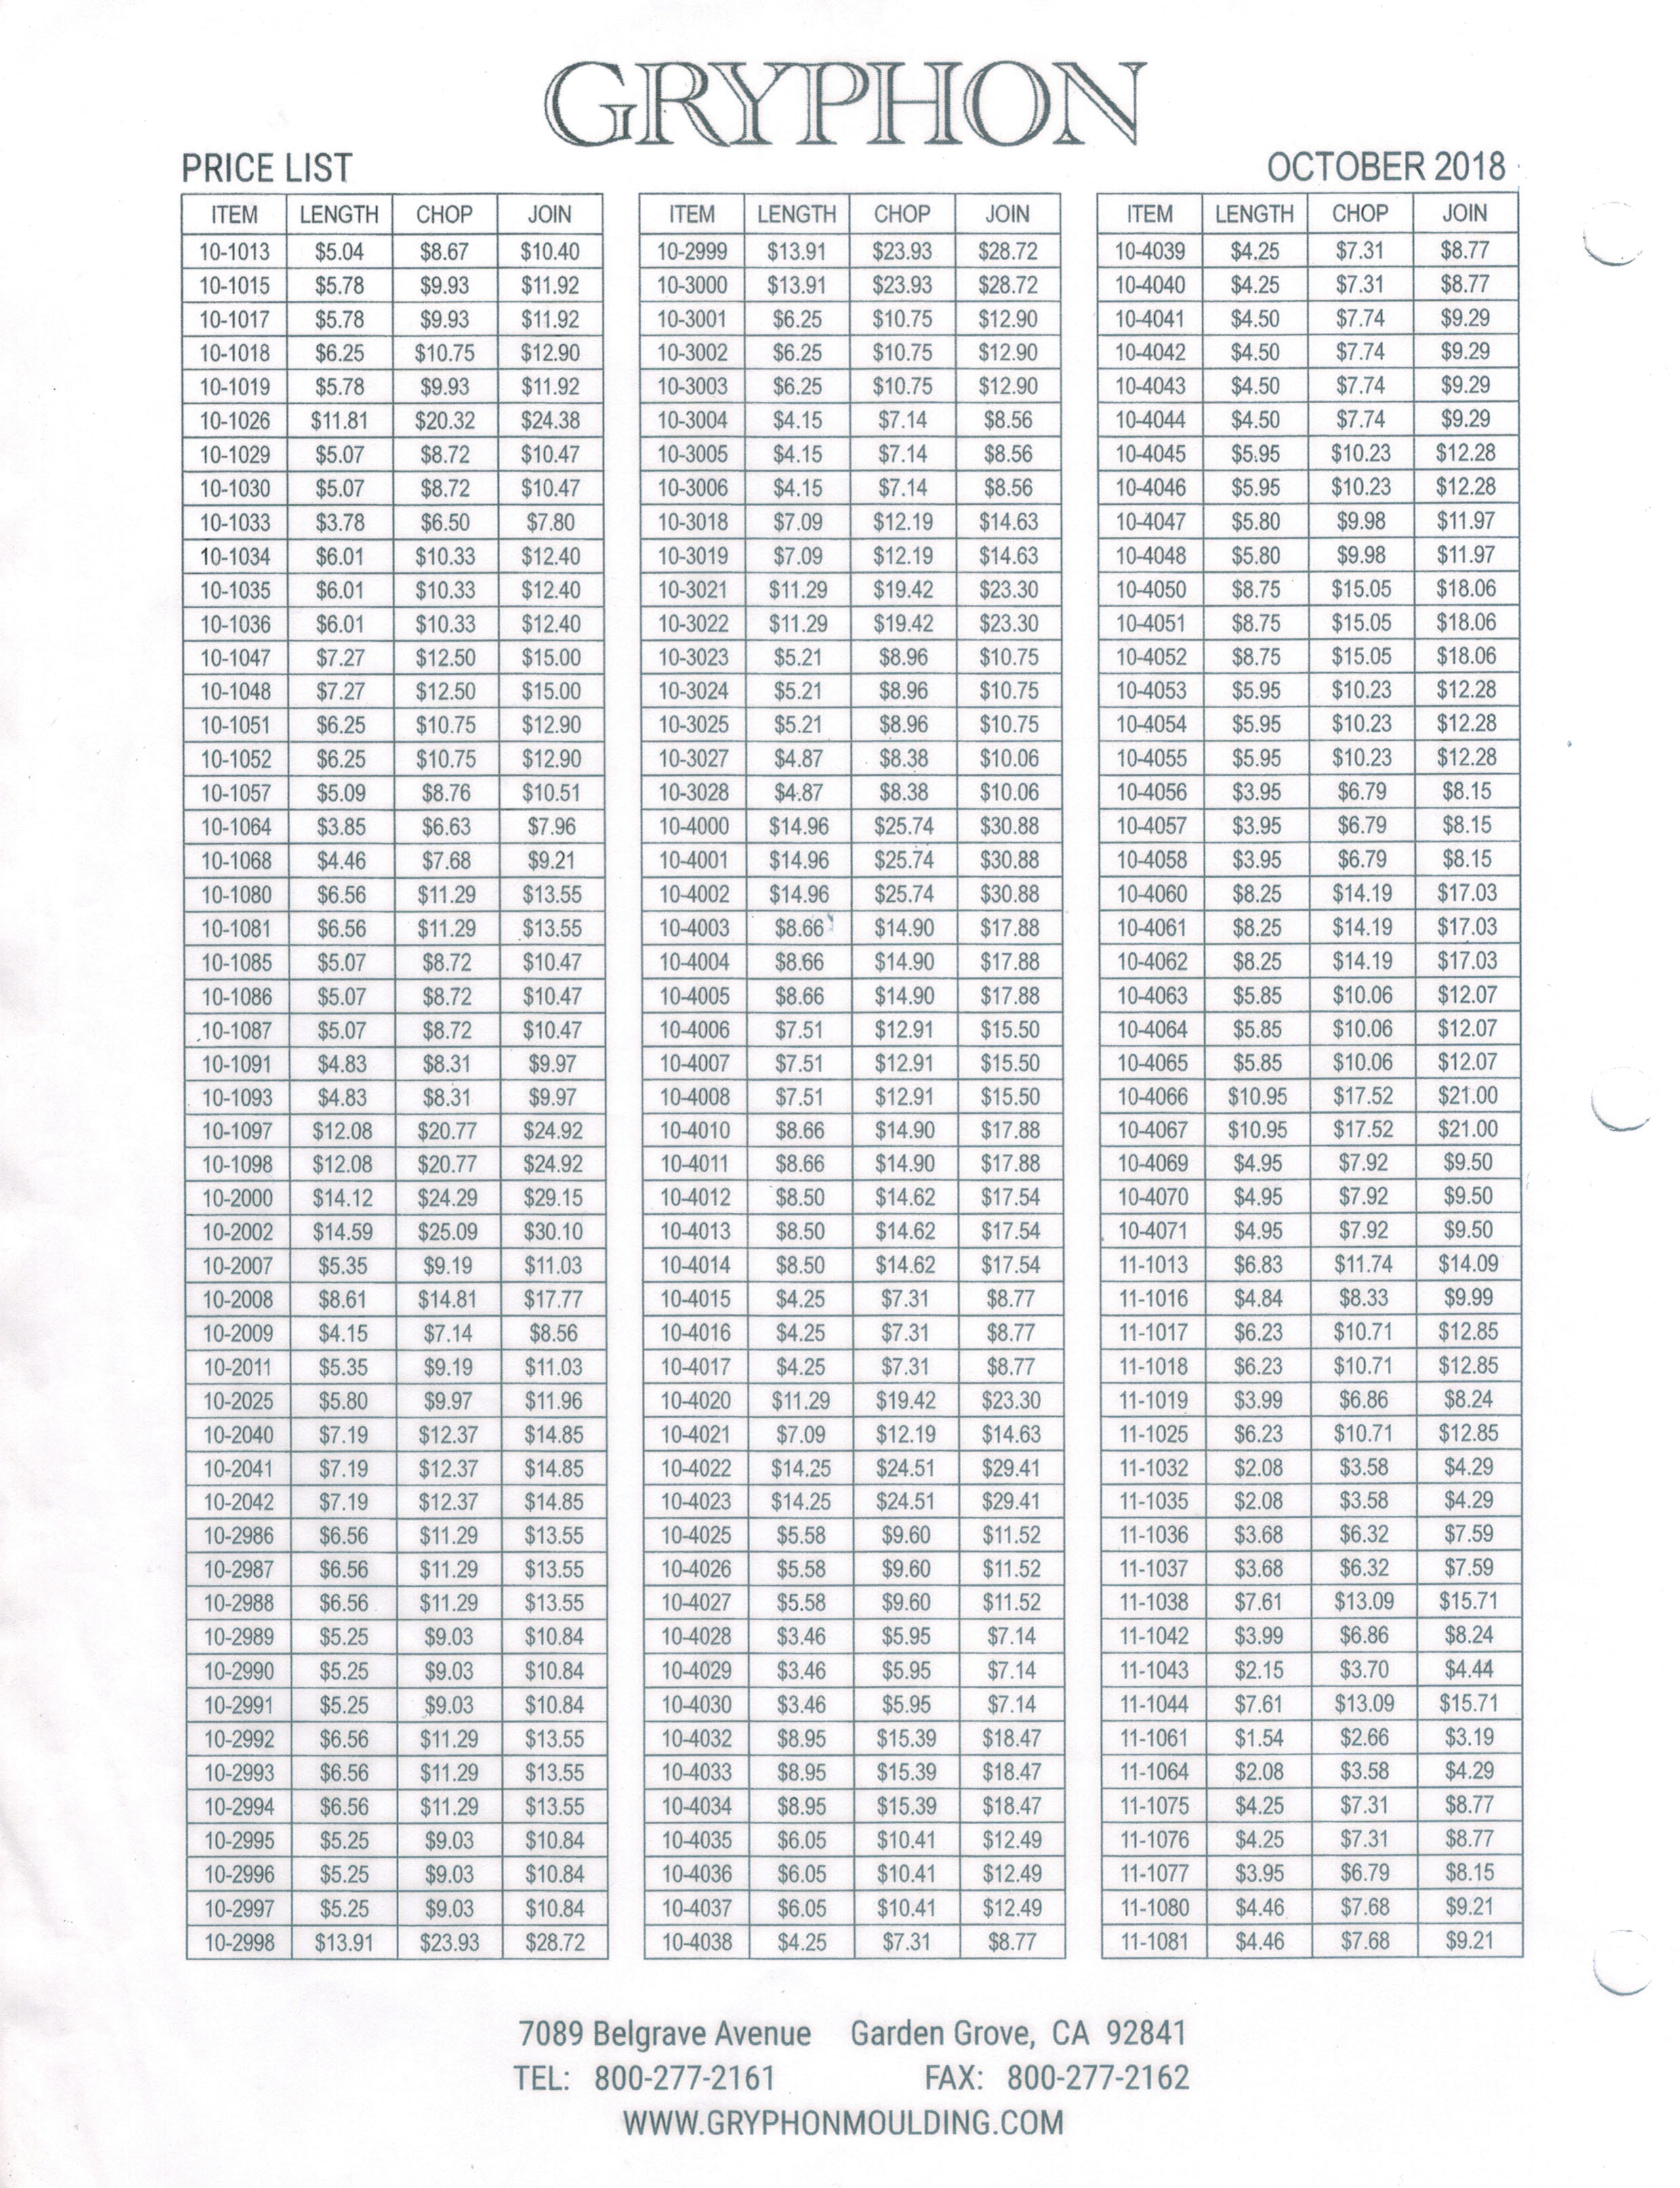 GRYPHON
PRICE LIST OCTOBER 2018
ITEM LENGTH CHOP JOIN ITEM LENGTH CHOP JOIN ITEM LENGTH CHOP JOIN
10-1013 $5.04 $8.67 $10.40 10-2999 $13.91 $23.93 $28.72 10-4039 $4.25 $7.31 $8.77
10-1015 $5.78 $9.93 $11.92 10-3000 $13.91 $23.93 $28.72 10-4040 $4.25 $7.31 $8.77
10-1017 $5.78 $9.93 $11.92 10-3001 $6.25 $10.75 $12.90 10-4041 $4.50 $7.74 $9.29
10-1018 $6.25 $10.75 $12.90 10-3002 $6.25 $10.75 $12.90 10-4042 $4.50 $7.74 $9.29
10-1019 $5.78 $9.93 $11.92 10-3003 $6.25 $10.75 $12.90 10-4043 $4.50 $7.74 $9.29
10-1026 $11.81 $20.32 $24.38 10-3004 $4.15 $7.14 $8.56 10-4044 $4.50 $7.74 $9.29
10-1029 $5.07 $8.72 $10.47 10-3005 $4.15 $7.14 $8.56 10-4045 $5.95 $10.23 $12.28
10-1030 $5.07 $8.72 $10.47 10-3006 $4.15 $7.14 $8.56 10-4046 $5.95 $10.23 $12.28
10-1033 $3.78 $6.50 $7.80 10-3018 $7.09 $12.19 $14.63 10-4047 $5.80 $9.98 $11.97
10-1034 $6.01 $10.33 $12.40 10-3019 $7.09 $12.19 $14.63 10-4048 $5.80 $9.98 $11.97
10-1035 $6.01 $10.33 $12.40 10-3021 $11.29 $19.42 $23.30 10-4050 $8.75 $15.05 $18.06
10-1036 $6.01 $10.33 $12.40 10-3022 $11.29 $19.42 $23.30 10-4051 $8.75 $15.05 $18.06
10-1047 $7.27 $12.50 $15.00 10-3023 $5.21 $8.96 $10.75 10-4052 $8.75 $15.05 $18.06
10-1048 $7.27 $12.50 $15.00 10-3024 $5.21 $8.96 $10.75 10-4053 $5.95 $10.23 $12.28
10-1051 $6.25 $10.75 $12.90 10-3025 $5.21 $8.96 $10.75 10-4054 $5.95 $10.23 $12.28
10-1052 $6.25 $10.75 $12.90 10-3027 $4.87 $8.38 $10.06 10-4055 $5.95 $10.23 $12.28
10-1057 $5.09 $8.76 $10.51 10-3028 $4.87 $8.38 $10.06 10-4056 $3.95 $6.79 $8.15
10-1064 $3.85 $6.63 $7.96 10-4000 $14.96 $25.74 $30.88 10-4057 $3.95 $6.79 $8.15
10-1068 $4.46 $7.68 $9.21 10-4001 $14.96 $25.74 $30.88 10-4058 $3.95 $6.79 $8.15
10-1080 $6.56 $11.29 $13.55 10-4002 $14.96 $25.74 $30.88 10-4060 $8.25 $14.19 $17.03
10-1081 $6.56 $11.29 $13.55 10-4003 $8.66 $14.90 $17.88 10-4061 $8.25 $14.19 $17.03
10-1085 $5.07 $8.72 $10.47 10-4004 $8.66 $14.90 $17.88 10-4062 $8.25 $14.19 $17.03
10-1086 $5.07 $8.72 $10.47 10-4005 $8.66 $14.90 $17.88 10-4063 $5.85 $10.06 $12.07
10-1087 $5.07 $8.72 $10.47 10-4006 $7.51 $12.91 $15.50 10-4064 $5.85 $10.06 $12.07
10-1091 $4.83 $8.31 $9.97 10-4007 $7.51 $12.91 $15.50 10-4065 $5.85 $10.06 $12.07
10-1093 $4.83 $8.31 $9.97 10-4008 $7.51 $12.91 $15.50 10-4066 $10.95 $17.52 $21.00
10-1097 $12.08 $20.77 $24.92 10-4010 $8.66 $14.90 $17.88 10-4067 $10.95 $17.52 $21.00
10-1098 $12.08 $20.77 $24.92 10-4011 $8.66 $14.90 $17.88 10-4069 $4.95 $7.92 $9.50
10-2000 $14.12 $24.29 $29.15 10-4012 $8.50 $14.62 $17.54 10-4070 $4.95 $7.92 $9.50
10-2002 $14.59 $25.09 $30.10 10-4013 $8.50 $14.62 $17.54 10-4071 $4.95 $7.92 $9.50
10-2007 $5.35 $9.19 $11.03 10-4014 $8.50 $14.62 $17.54 11-1013 $6.83 $11.74 $14.09
10-2008 $8.61 $14.81 $17.77 10-4015 $4.25 $7.31 $8.77 11-1016 $4.84 $8.33 $9.99
10-2009 $4.15 $7.14 $8.56 10-4016 $4.25 $7.31 $8.77 11-1017 $6.23 $10.71 $12.85
10-2011 $5.35 $9.19 $11.03 10-4017 $4.25 $7.31 $8.77 11-1018 $6.23 $10.71 $12.85
10-2025 $5.80 $9.97 $11.96 10-4020 $11.29 $19.42 $23.30 11-1019 $3.99 $6.86 $8.24
10-2040 $7.19 $12.37 $14.85 10-4021 $7.09 $12.19 $14.63 11-1025 $6.23 $10.71 $12.85
10-2041 $7.19 $12.37 $14.85 10-4022 $14.25 $24.51 $29.41 11-1032 $2.08 $3.58 $4.29
10-2042 $7.19 $12.37 $14.85 10-4023 $14.25 $24.51 $29.41 11-1035 $2.08 $3.58 $4.29
10-2986 $6.56 $11.29 $13.55 10-4025 $5.58 $9.60 $11.52 11-1036 $3.68 $6.32 $7.59
10-2987 $6.56 $11.29 $13.55 10-4026 $5.58 $9.60 $11.52 11-1037 $3.68 $6.32 $7.59
10-2988 $6.56 $11.29 $13.55 10-4027 $5.58 $9.60 $11.52 11-1038 $7.61 $13.09 $15.71
10-2989 $5.25 $9.03 $10.84 10-4028 $3.46 $5.95 $7.14 11-1042 $3.99 $6.86 $8.24
10-2990 $5.25 $9.03 $10.84 10-4029 $3.46 $5.95 $7.14 11-1043 $2.15 $3.70 $4.44
10-2991 $5.25 $9.03 $10.84 10-4030 $3.46 $5.95 $7.14 11-1044 $7.61 $13.09 $15.71
10-2992 $6.56 $11.29 $13.55 10-4032 $8.95 $15.39 $18.47 11-1061 $1.54 $2.66 $3.19
10-2993 $6.56 $11.29 $13.55 10-4033 $8.95 $15.39 $18.47 11-1064 $2.08 $3.58 $4.29
10-2994 $6.56 $11.29 $13.55 10-4034 $8.95 $15.39 $18.47 11-1075 $4.25 $7.31 $8.77
10-2995 $5.25 $9.03 $10.84 10-4035 $6.05 $10.41 $12.49 11-1076 $4.25 $7.31 $8.77
10-2996 $5.25 $9.03 $10.84 10-4036 $6.05 $10.41 $12.49 11-1077 $3.95 $6.79 $8.15
10-2997 $5.25 $9.03 $10.84 10-4037 $6.05 $10.41 $12.49 11-1080 $4.46 $7.68 $9.21
10-2998 $13.91 $23.93 $28.72 10-4038 $4.25 $7.31 $8.77 11-1081 $4.46 $7.68 $9.21
7089 Belgrave Avenue Garden Grove, CA 92841
TEL: 800-277-2161 FAX: 800-277-2162
WWW.GRYPHONMOULDING.COM